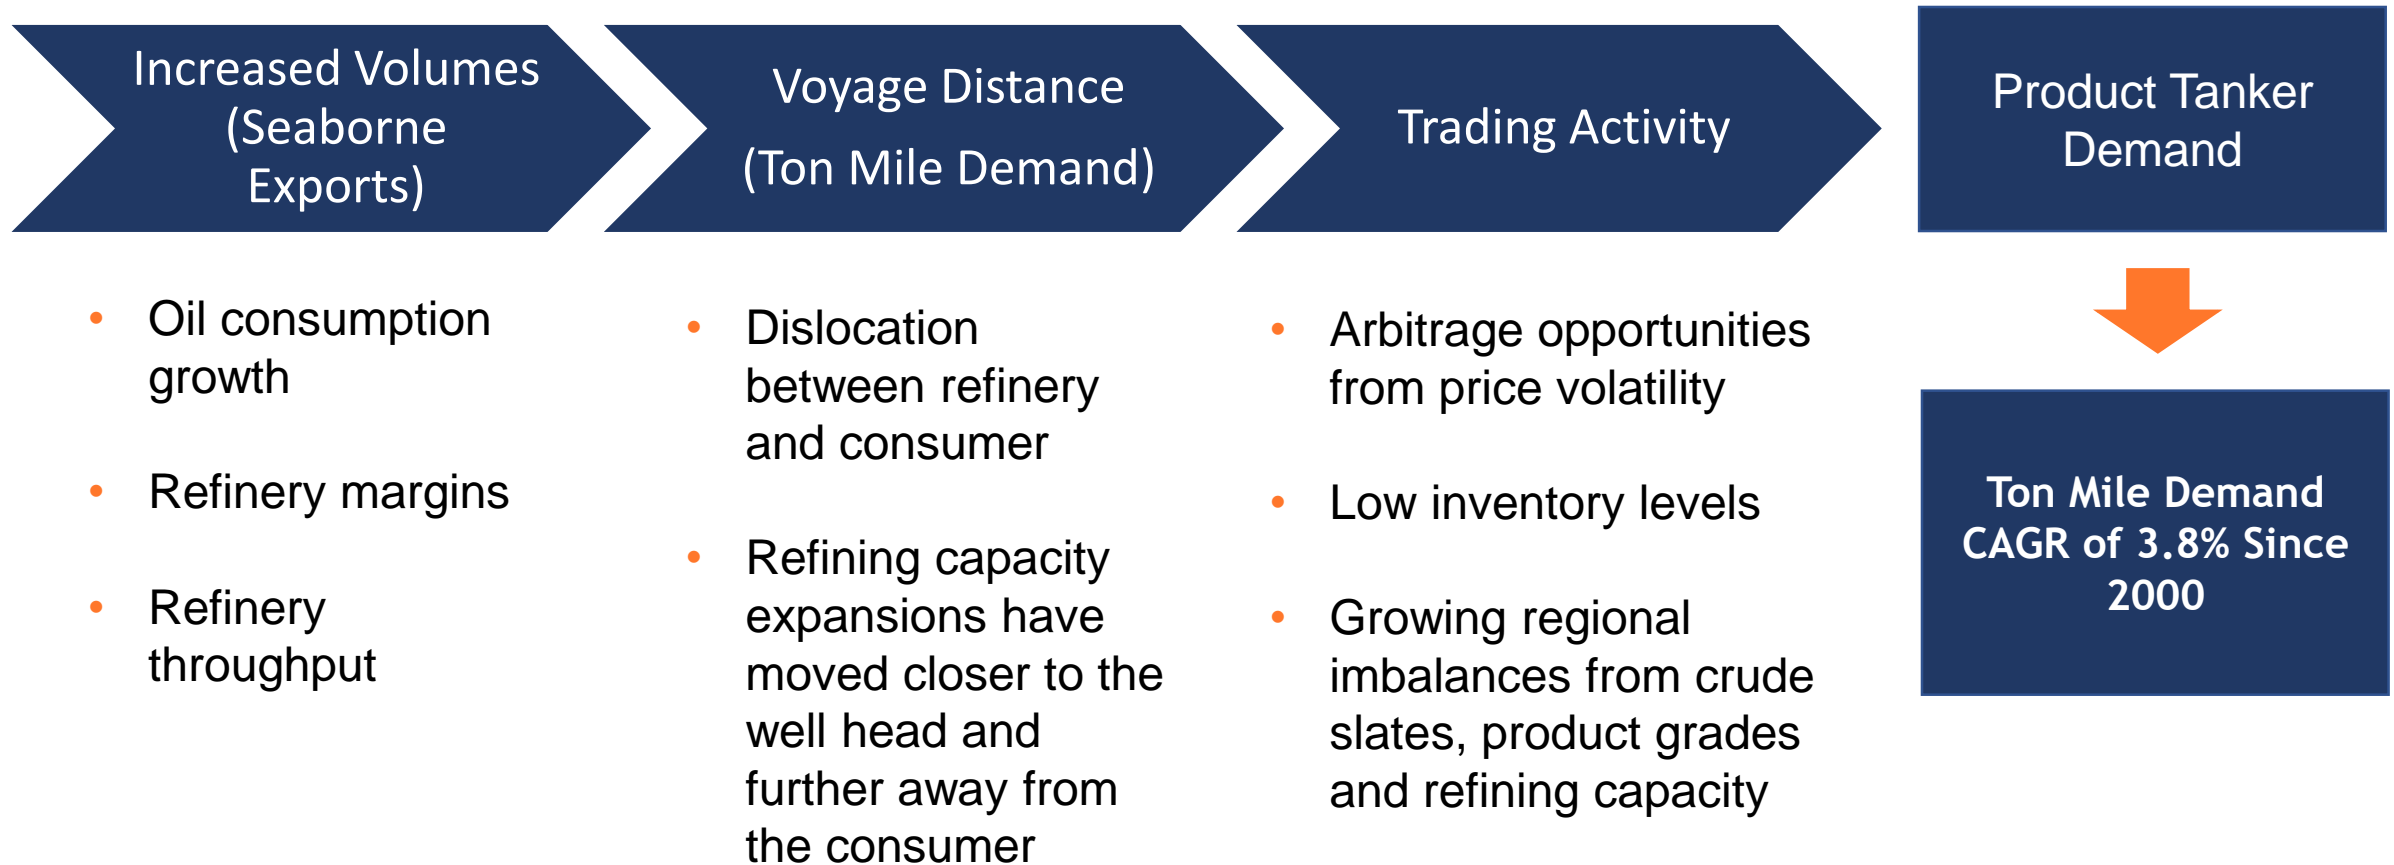 Increased Volumes
(Seaborne
Exports)
Voyage Distance
(Ton Mile Demand)
Trading Activity
Product Tanker
Demand
• Oil consumption
growth
• Refinery margins
• Refinery
throughput
• Dislocation
between refinery
and consumer
• Refining capacity
expansions have
moved closer to the
well head and
further away from
the consumer
• Arbitrage opportunities
from price volatility
• Low inventory levels
• Growing regional
imbalances from crude
slates, product grades
and refining capacity
Ton Mile Demand
CAGR of 3.8% Since
2000